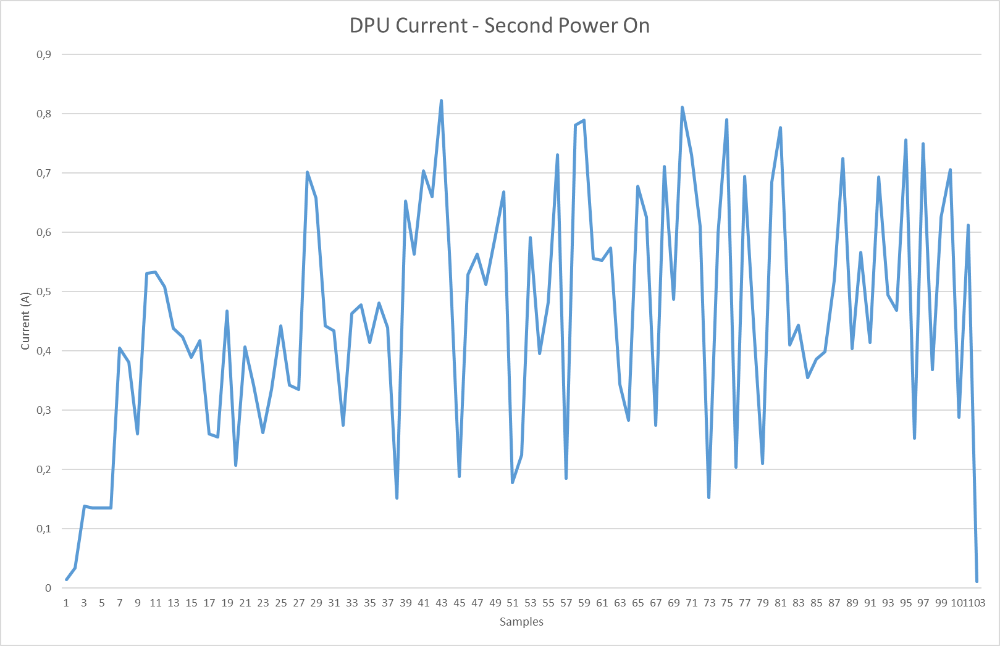 DPU Current - Second Power On
0,9
0,8
0,7
0,6
0,5
0,4
0,3
0,2
0,1
0
Current (A)
1 3 5 7 9 11 13 15 17 19 21 23 25 27 29 31 33 35 37 39 41 43 45 47 49 51 53 55 57 59 61 63 65 67 69 71 73 75 77 79 81 83 85 87 89 91 93 95 97 99 101 103
Samples